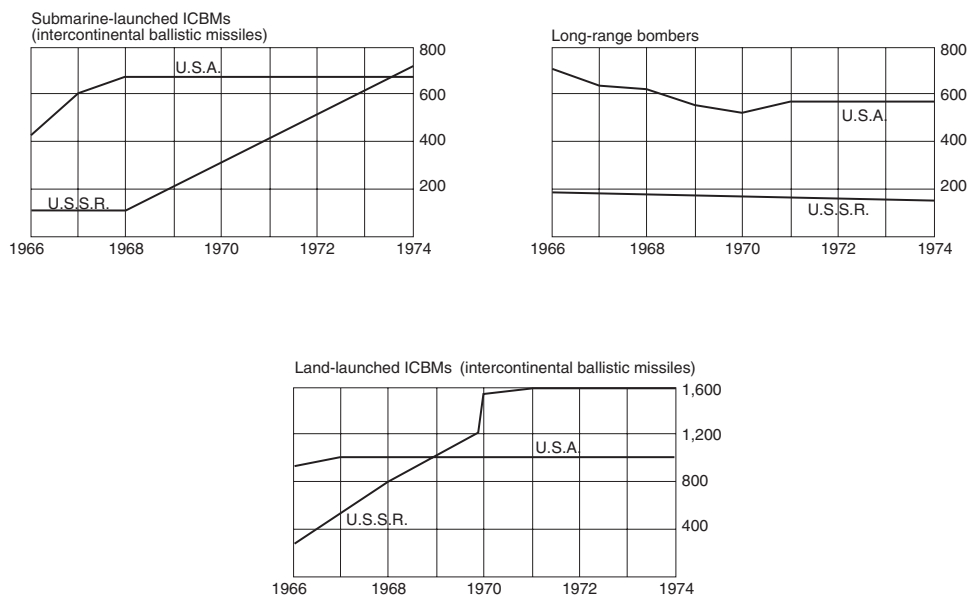 Submarine-launched ICBMs
(intercontinental ballistic missiles)
800
600
400
200
U.S.A.
U.S.S.R.
1966 1968 1970 1972 1974
Long-range bombers
800
600
400
200
U.S.A.
U.S.S.R.
1966 1968 1970 1972 1974
Land-launched ICBMs (intercontinental ballistic missiles)
1,600
1,200
800
400
U.S.A.
U.S.S.R.
1966 1968 1970 1972 1974